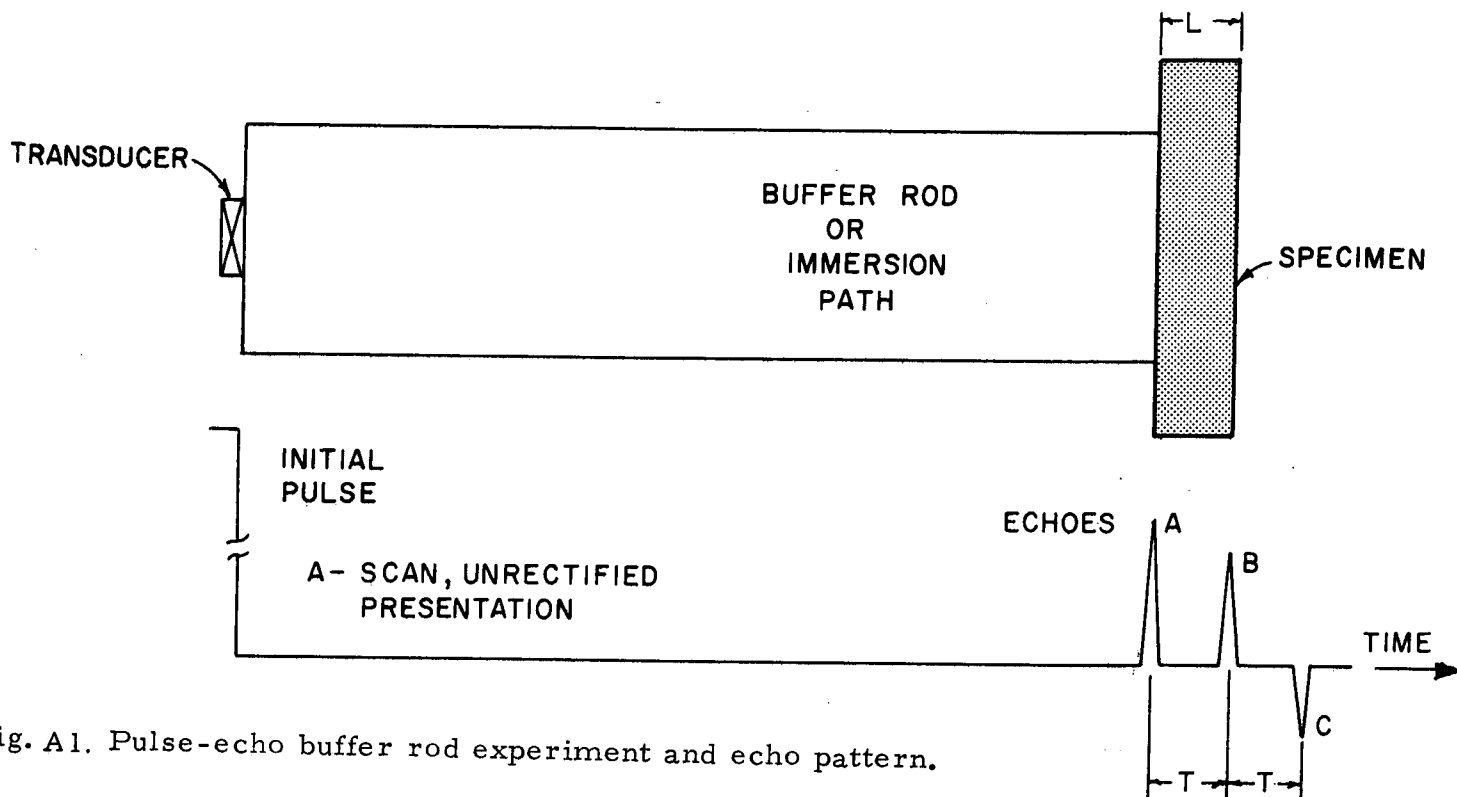 L
TRANSDUCER
BUFFER ROD
OR
IMMERSION
PATH
SPECIMEN
INITIAL
PULSE
ECHOES
A
B
A- SCAN, UNRECTIFIED
PRESENTATION
TIME
C
ig. A1. Pulse-echo buffer rod experiment and echo pattern.
T
T